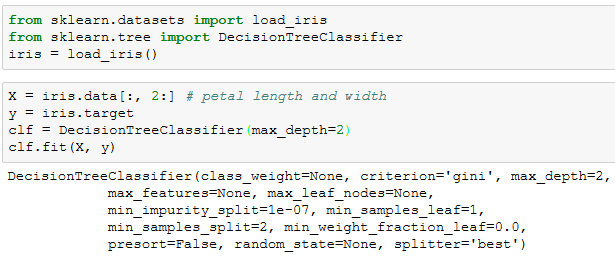 from sklearn.datasets import load_iris
from sklearn.tree import DecisionTreeClassifier
iris = load_iris()
X = iris.data[:, 2:] # petal length and width
y = iris.target
clf = DecisionTreeClassifier(max_depth=2)
clf.fit(X, y)
DecisionTreeClassifier(class_weight=None, criterion='gini', max_depth=2,
max_features=None, max_leaf_nodes=None,
min_impurity_split=1e-07, min_samples_leaf=1,
min_samples_split=2, min_weight_fraction_leaf=0.0,
presort=False, random_state=None, splitter='best')